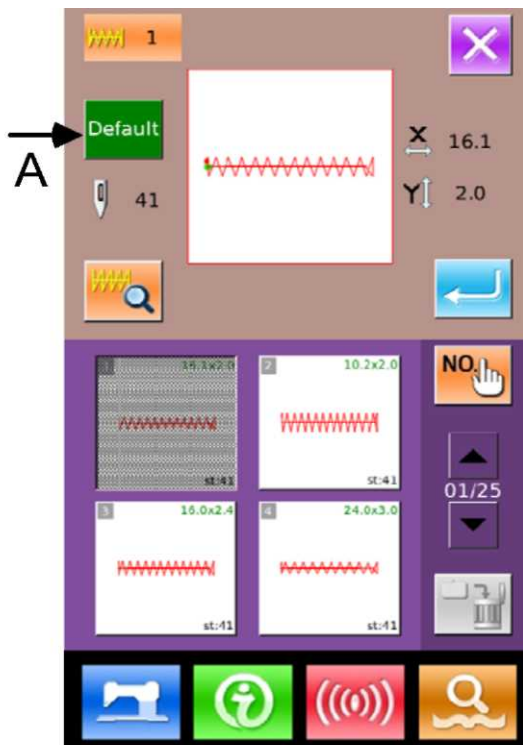 1
Default
A
41
X 16.1
Y 2.0
1 16.1x2.0
st:41
2 10.2x2.0
st:41
3 16.0x2.4
st:41
4 24.0x3.0
st:41
NO.
01/25